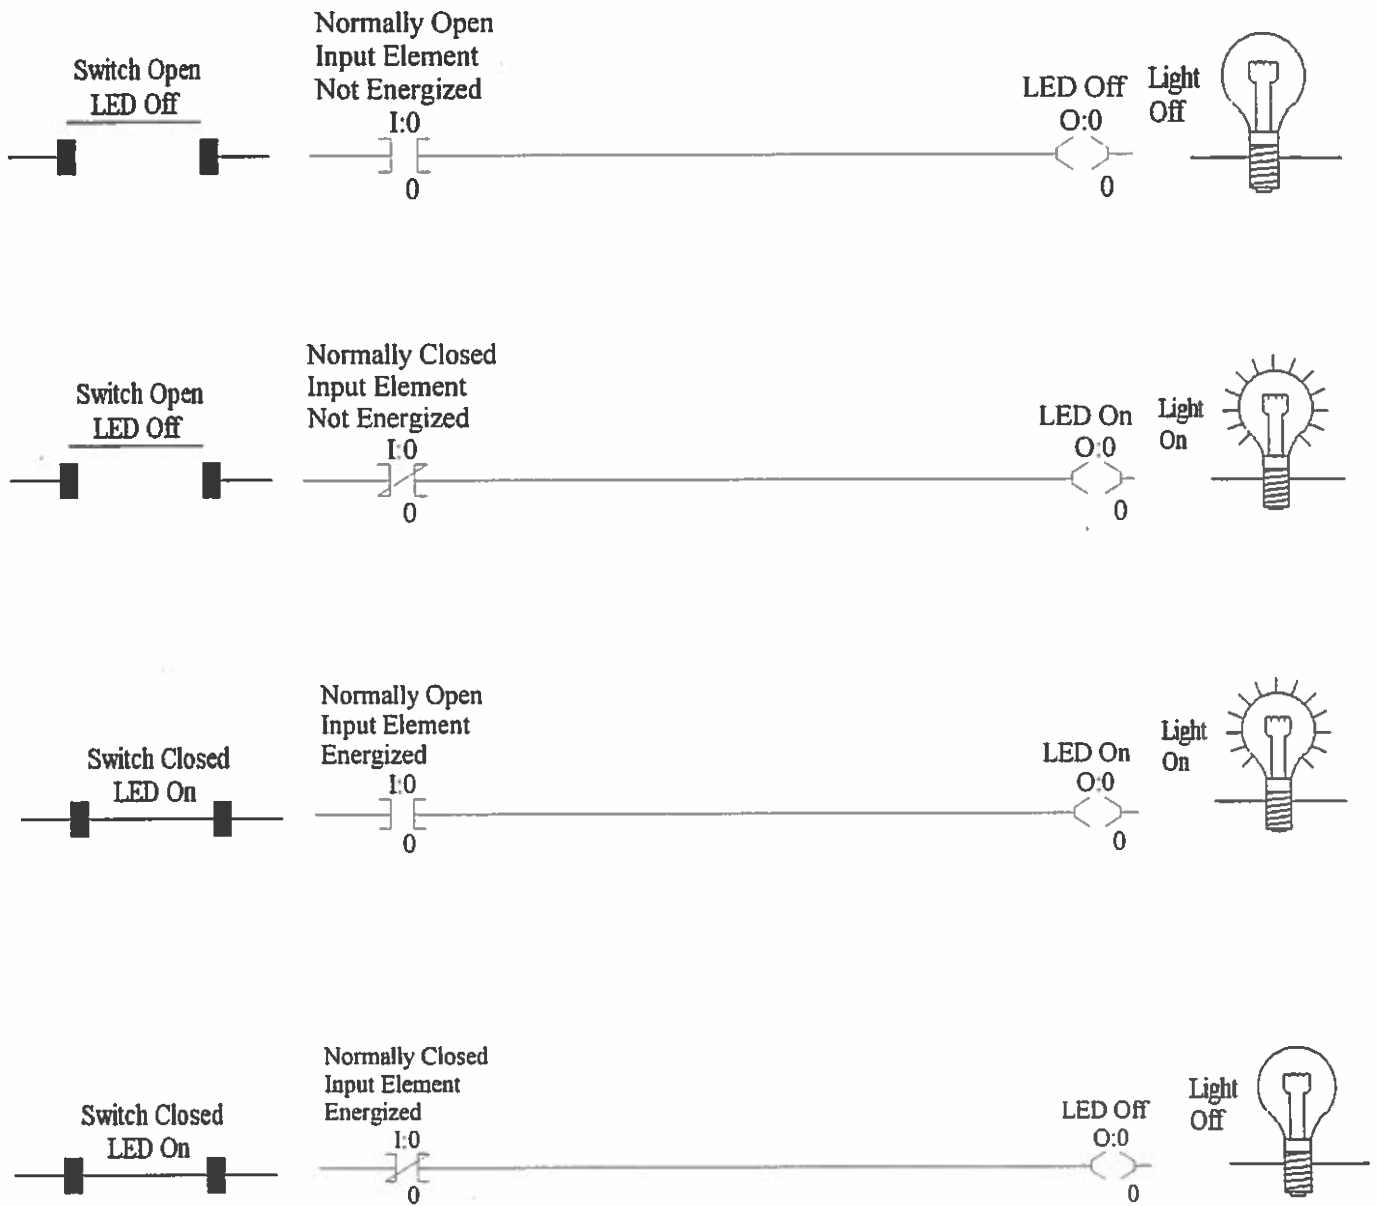 Switch Open
LED Off
Normally Open
Input Element
Not Energized
I:0
0
LED Off
O:0
0
Light
Off
Switch Open
LED Off
Normally Closed
Input Element
Not Energized
I:0
0
LED On
O:0
0
Light
On
Switch Closed
LED On
Normally Open
Input Element
Energized
I:0
0
LED On
O:0
0
Light
On
Switch Closed
LED On
Normally Closed
Input Element
Energized
I:0
0
LED Off
O:0
0
Light
Off